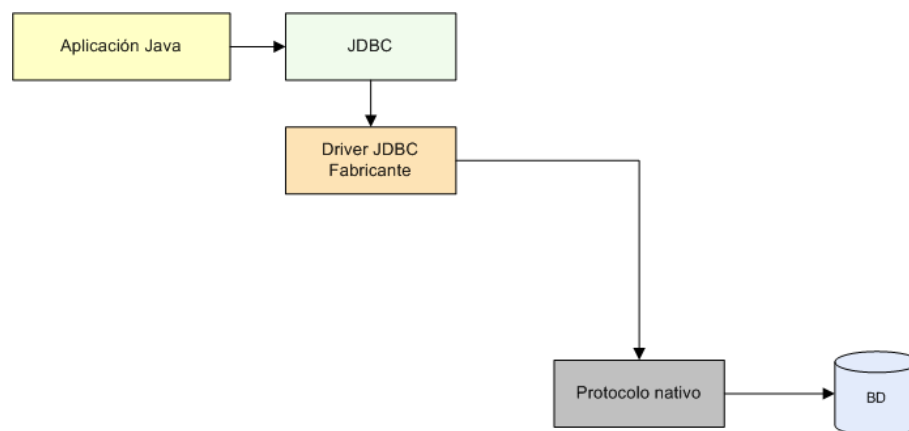 Aplicación Java
JDBC
Driver JDBC
Fabricante
Protocolo nativo
BD